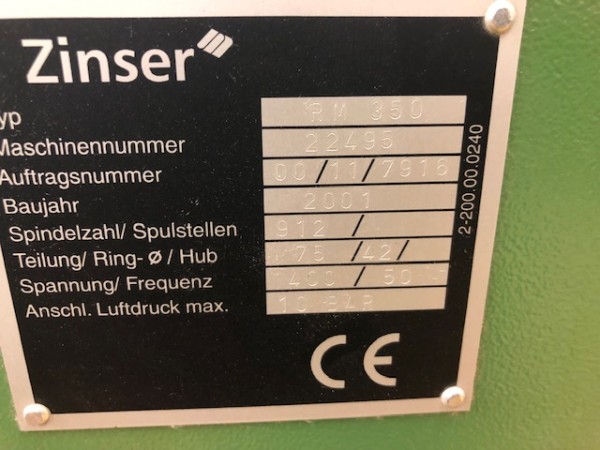 Zinser
yp RM 350
Maschinennummer 22495
Auftragsnummer 00/11/7916
Baujahr 2001
Spindelzahl/ Spulstellen 912 /
Teilung/ Ring-ø / Hub 75 /42/
Spannung/ Frequenz 400 / 50
Anschl. Luftdruck max. 10 BAR
2-200.00.0240
CE